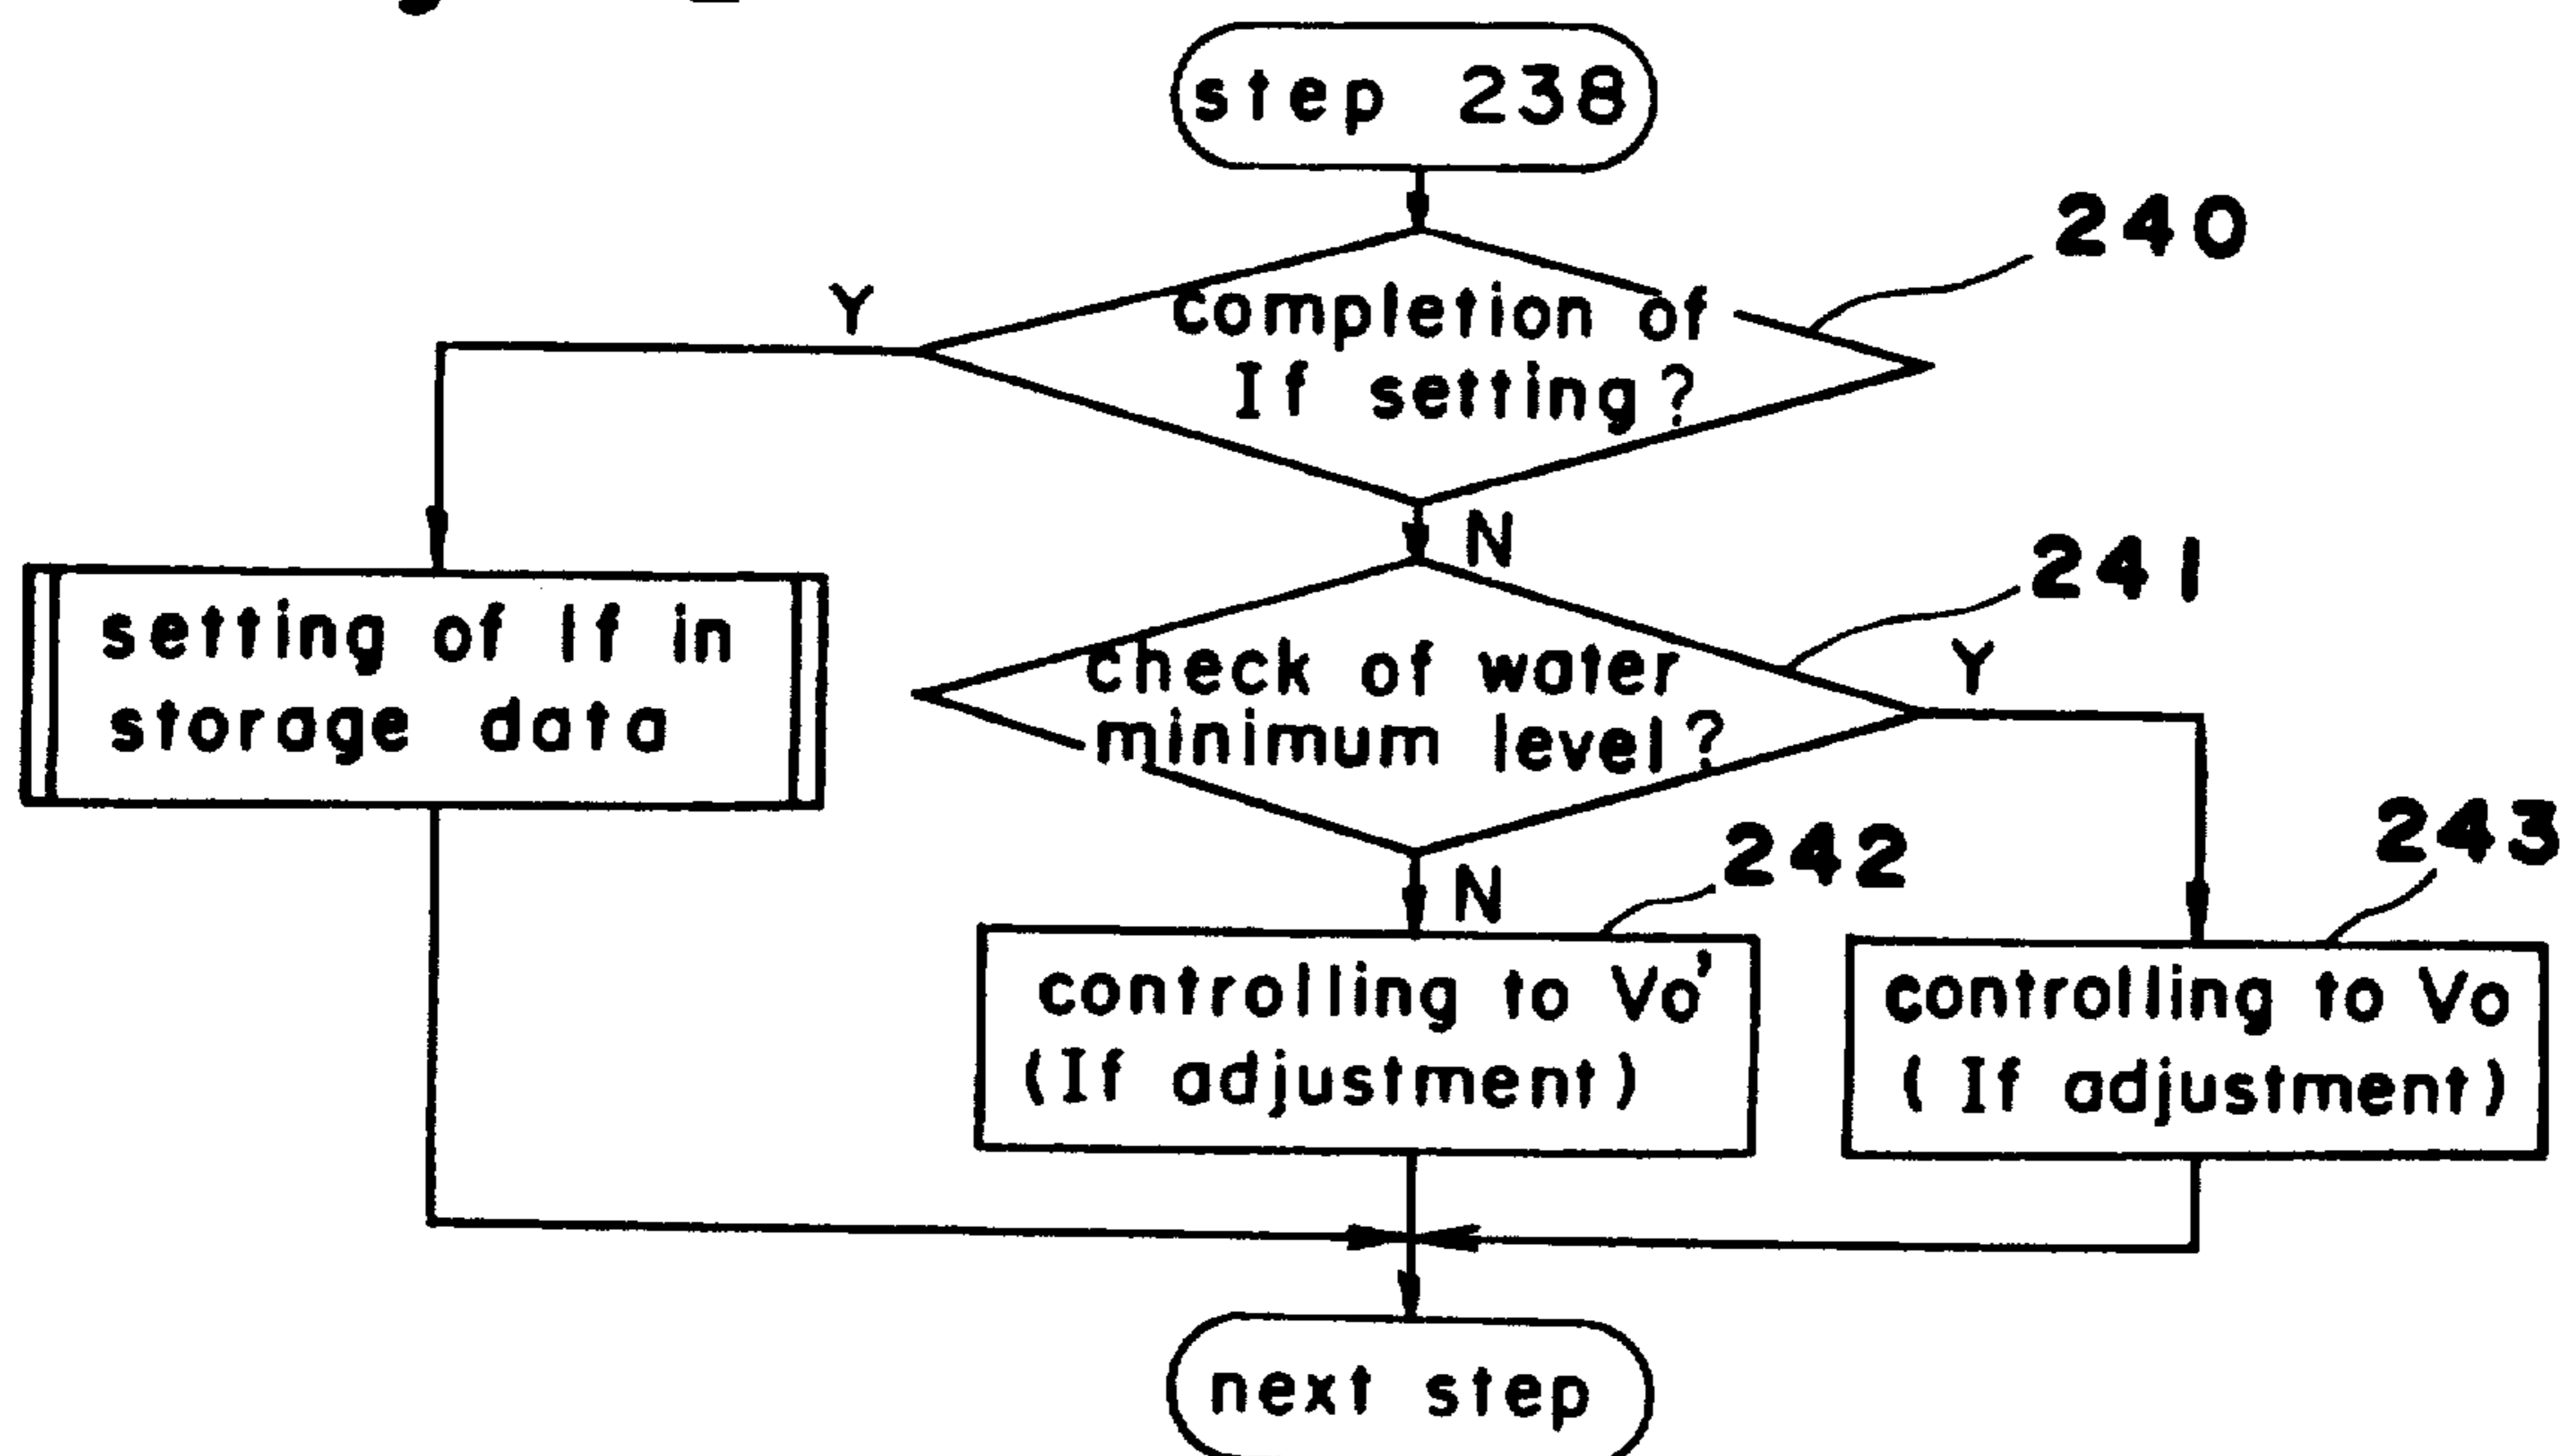 step 238
240
Y
completion of
If setting?
N
241
setting of If in
storage data
check of water
minimum level?
Y
242
243
N
controlling to Vo'
(If adjustment)
controlling to Vo
( If adjustment)
next step